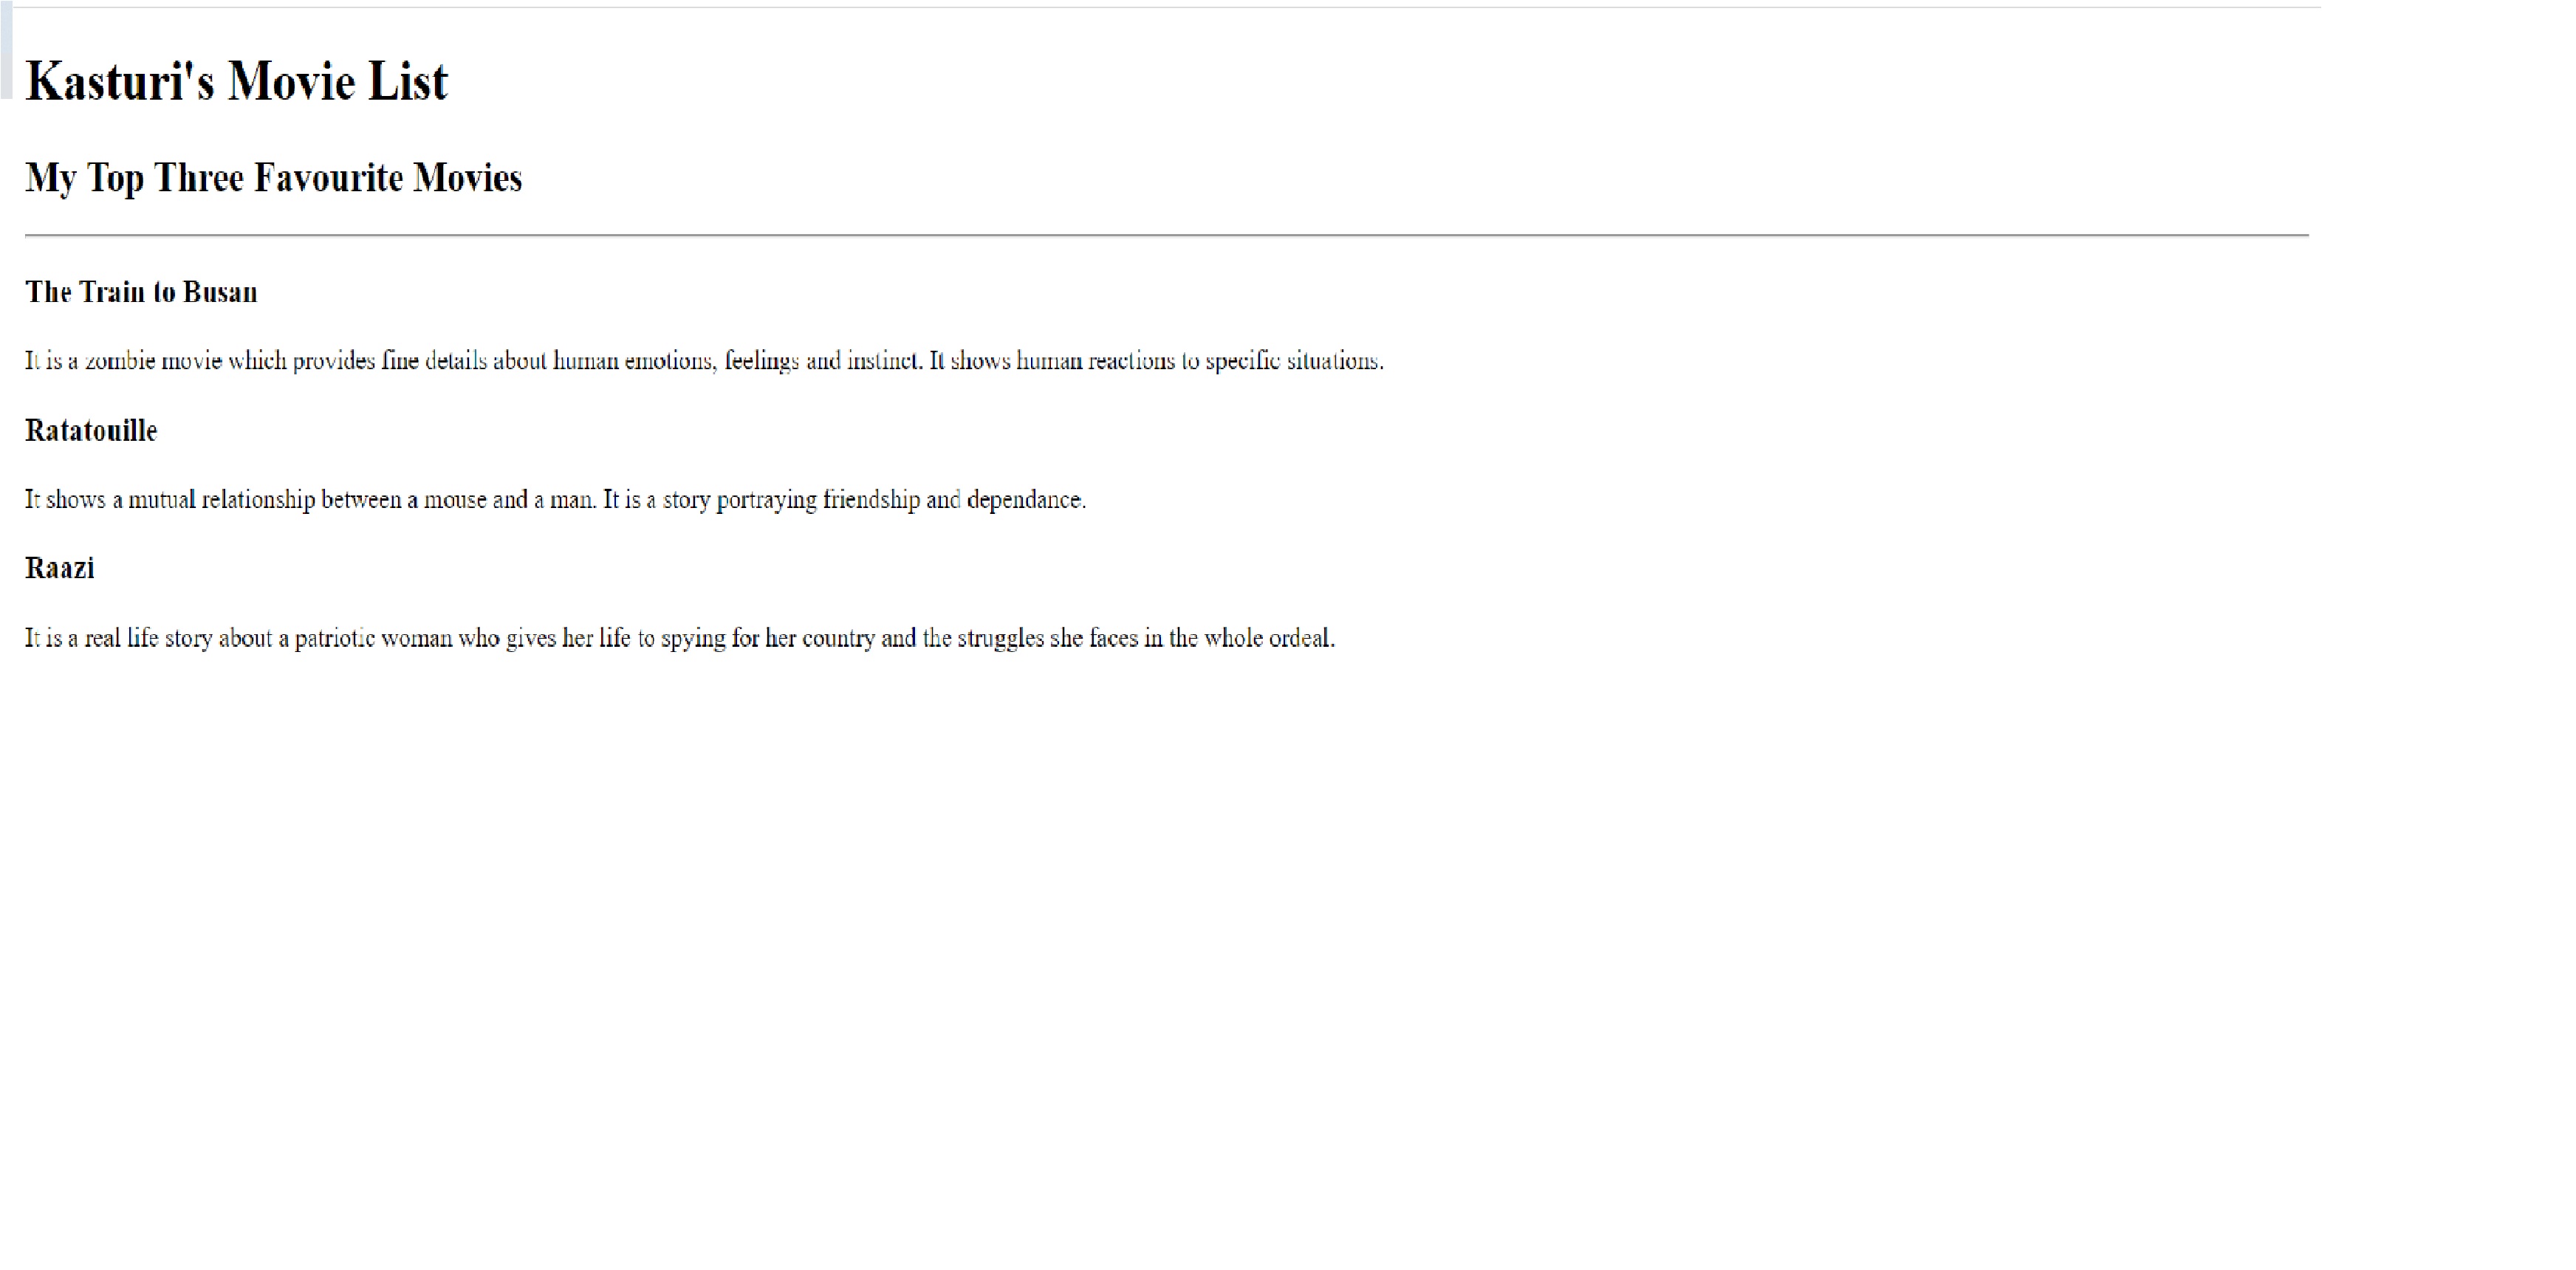 Kasturi's Movie List
My Top Three Favourite Movies
The Train to Busan
It is a zombie movie which provides fine details about human emotions, feelings and instinct. It shows human reactions to specific situations.
Ratatouille
It shows a mutual relationship between a mouse and a man. It is a story portraying friendship and dependance.
Raazi
It is a real life story about a patriotic woman who gives her life to spying for her country and the struggles she faces in the whole ordeal.